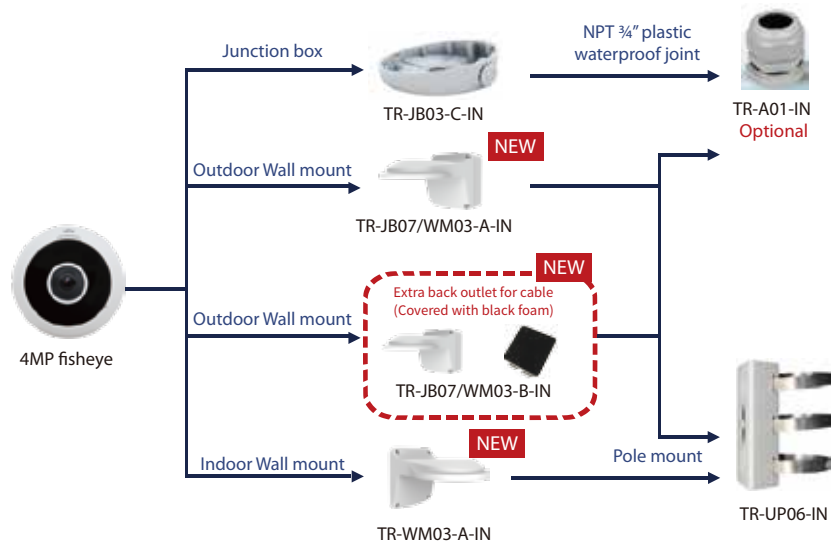 Junction box
NPT ¾” plastic
waterproof joint
TR-JB03-C-IN
TR-A01-IN
Optional
NEW
Outdoor Wall mount
TR-JB07/WM03-A-IN
NEW
Extra back outlet for cable
(Covered with black foam)
Outdoor Wall mount
4MP fisheye
TR-JB07/WM03-B-IN
NEW
Indoor Wall mount
Pole mount
TR-WM03-A-IN
TR-UP06-IN